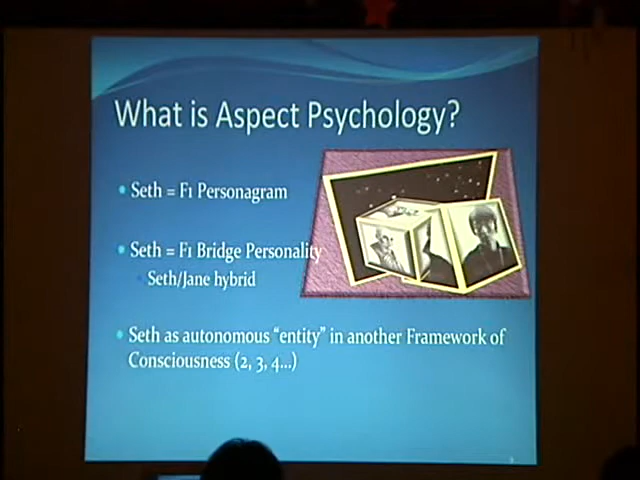 What is Aspect Psychology?
Seth = F1 Personagram
Seth = F1 Bridge Personality
Seth/Jane hybrid
Seth as autonomous “entity” in another Framework of
Consciousness (2, 3, 4...)